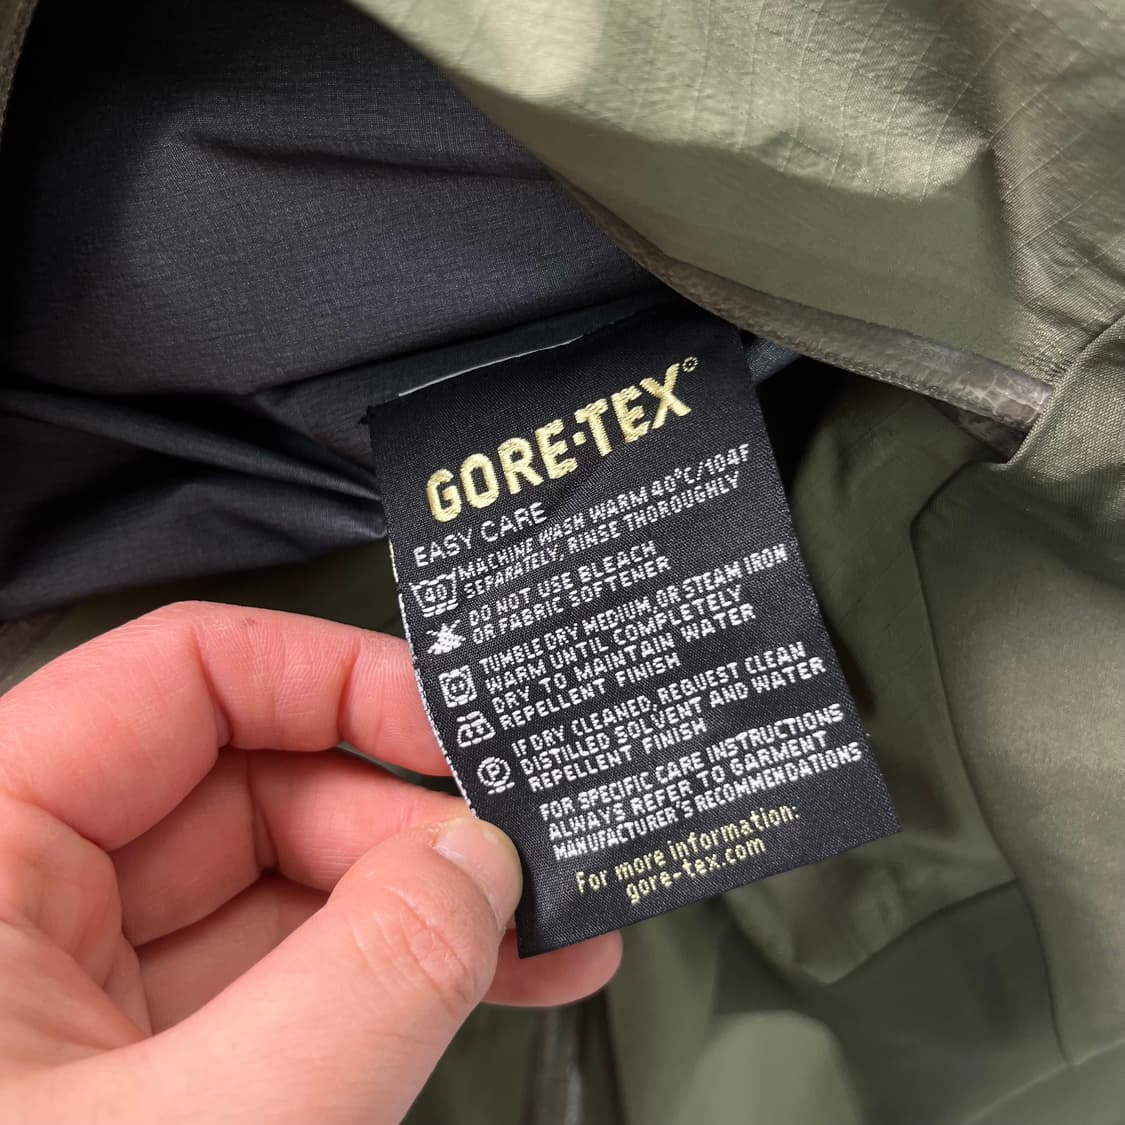 GORE-TEX®
EASY CARE
40
MACHINE WASH WARM 40°C/104F
SEPARATELY, RINSE THOROUGHLY
DO NOT USE BLEACH
OR FABRIC SOFTENER
TUMBLE DRY MEDIUM, OR STEAM IRON
WARM UNTIL COMPLETELY
DRY TO MAINTAIN WATER
REPELLENT FINISH
P
IF DRY CLEANED, REQUEST CLEAN
DISTILLED SOLVENT AND WATER
REPELLENT FINISH
FOR SPECIFIC CARE INSTRUCTIONS
ALWAYS REFER TO GARMENT
MANUFACTURER'S RECOMMENDATIONS
For more information:
gore-tex.com